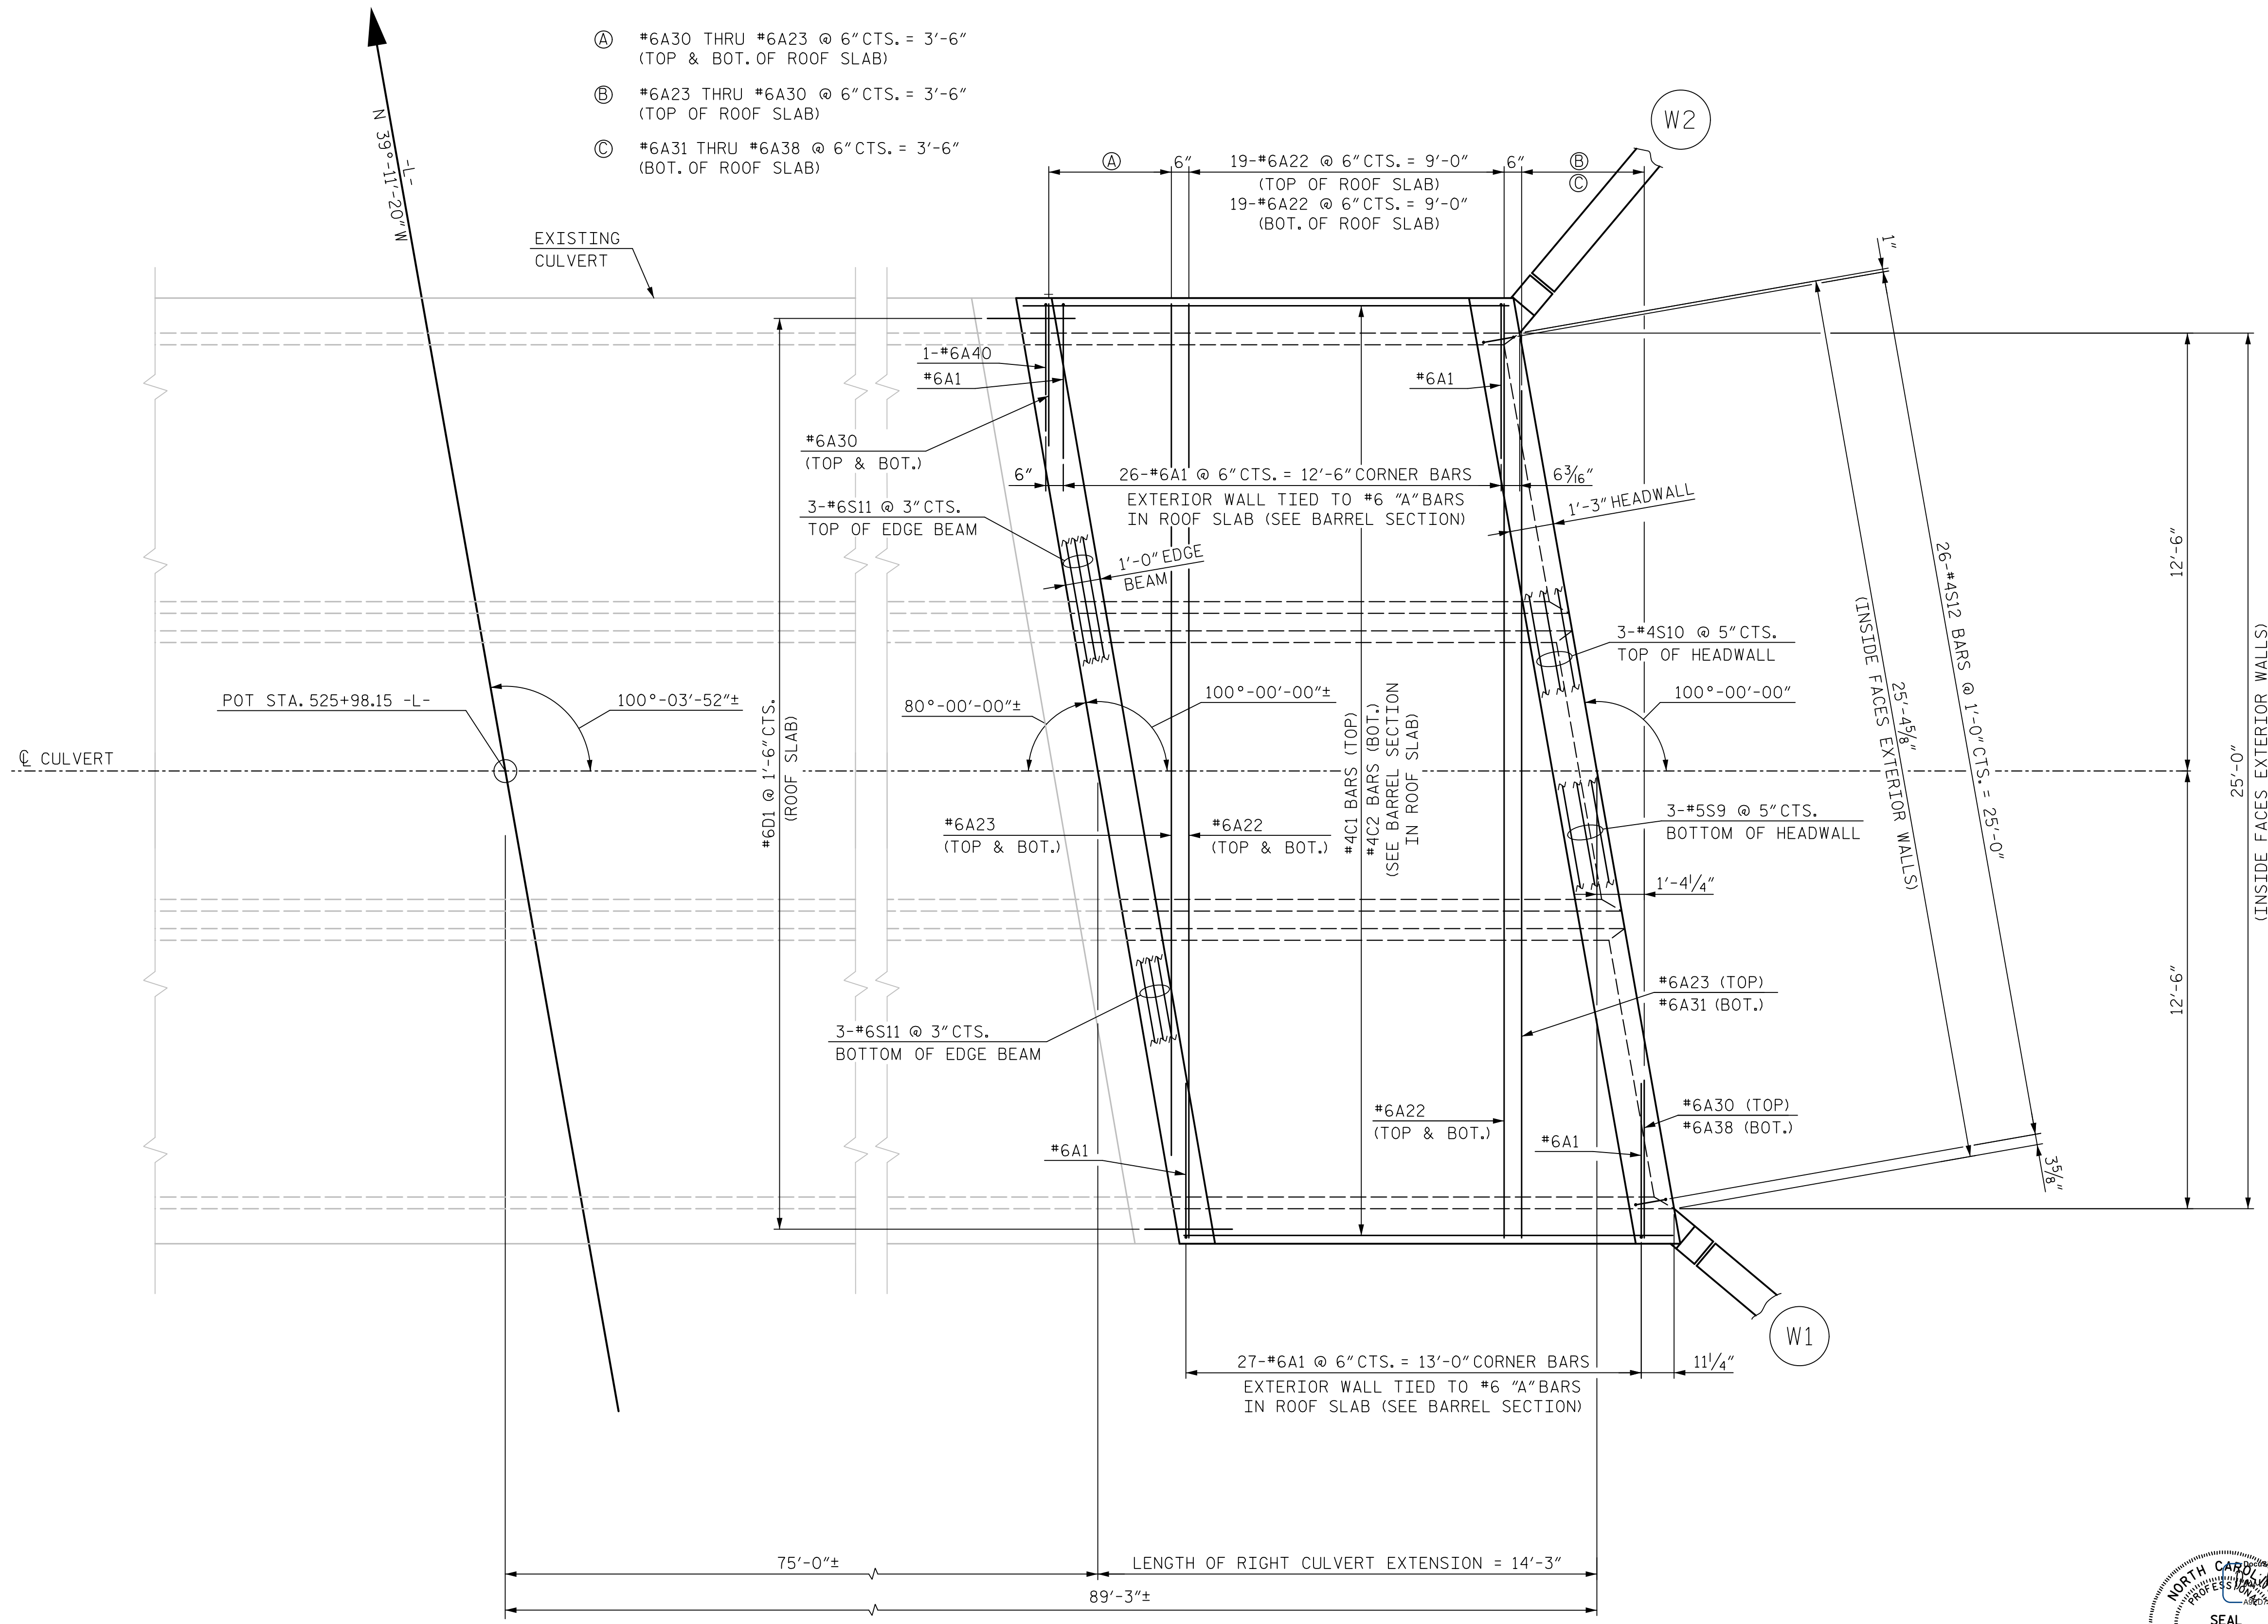 Ⓐ #6A30 THRU #6A23 @ 6" CTS. = 3'-6"
(TOP & BOT. OF ROOF SLAB)
Ⓑ #6A23 THRU #6A30 @ 6" CTS. = 3'-6"
(TOP OF ROOF SLAB)
Ⓒ #6A31 THRU #6A38 @ 6" CTS. = 3'-6"
(BOT. OF ROOF SLAB)
N 39°-11'-20" W
-L-
EXISTING
CULVERT
Ⓐ
6"
19-#6A22 @ 6" CTS. = 9'-0"
(TOP OF ROOF SLAB)
19-#6A22 @ 6" CTS. = 9'-0"
(BOT. OF ROOF SLAB)
6"
Ⓑ
Ⓒ
W2
1"
1-#6A40
#6A1
#6A1
#6A30
(TOP & BOT.)
6"
26-#6A1 @ 6" CTS. = 12'-6" CORNER BARS
EXTERIOR WALL TIED TO #6 "A" BARS
IN ROOF SLAB (SEE BARREL SECTION)
6 3/16"
1'-3" HEADWALL
3-#6S11 @ 3" CTS.
TOP OF EDGE BEAM
1'-0" EDGE
BEAM
3-#4S10 @ 5" CTS.
TOP OF HEADWALL
25'-4 5/8"
(INSIDE FACES EXTERIOR WALLS)
26-#4S12 BARS @ 1'-0" CTS. = 25'-0"
12'-6"
25'-0"
(INSIDE FACES EXTERIOR WALLS)
POT STA. 525+98.15 -L-
100°-03'-52"±
80°-00'-00"±
100°-00'-00"±
100°-00'-00"
℄ CULVERT
#6D1 @ 1'-6" CTS.
(ROOF SLAB)
#4C1 BARS (TOP)
#4C2 BARS (BOT.)
(SEE BARREL SECTION
IN ROOF SLAB)
#6A23
(TOP & BOT.)
#6A22
(TOP & BOT.)
3-#5S9 @ 5" CTS.
BOTTOM OF HEADWALL
1'-4 1/4"
#6A23 (TOP)
#6A31 (BOT.)
12'-6"
3-#6S11 @ 3" CTS.
BOTTOM OF EDGE BEAM
#6A22
(TOP & BOT.)
#6A30 (TOP)
#6A38 (BOT.)
#6A1
#6A1
3 5/8"
W1
27-#6A1 @ 6" CTS. = 13'-0" CORNER BARS
EXTERIOR WALL TIED TO #6 "A" BARS
IN ROOF SLAB (SEE BARREL SECTION)
11 1/4"
75'-0"±
LENGTH OF RIGHT CULVERT EXTENSION = 14'-3"
89'-3"±
NORTH
SEAL